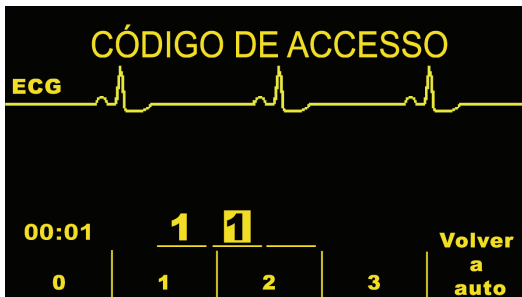 CÓDIGO DE ACCESSO
ECG
00:01 1 1
Volver
a
auto
0 1 2 3